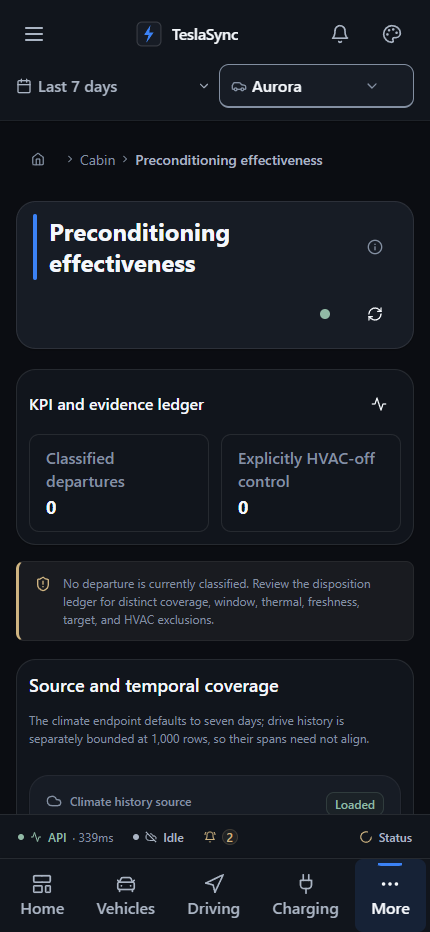 TeslaSync
Last 7 days
Aurora
Cabin
Preconditioning effectiveness
Preconditioning
effectiveness
KPI and evidence ledger
Classified
departures
0
Explicitly HVAC-off
control
0
No departure is currently classified. Review the disposition
ledger for distinct coverage, window, thermal, freshness,
target, and HVAC exclusions.
Source and temporal coverage
The climate endpoint defaults to seven days; drive history is
separately bounded at 1,000 rows, so their spans need not align.
Climate history source
Loaded
API · 339ms
Idle
2
Status
Home
Vehicles
Driving
Charging
More